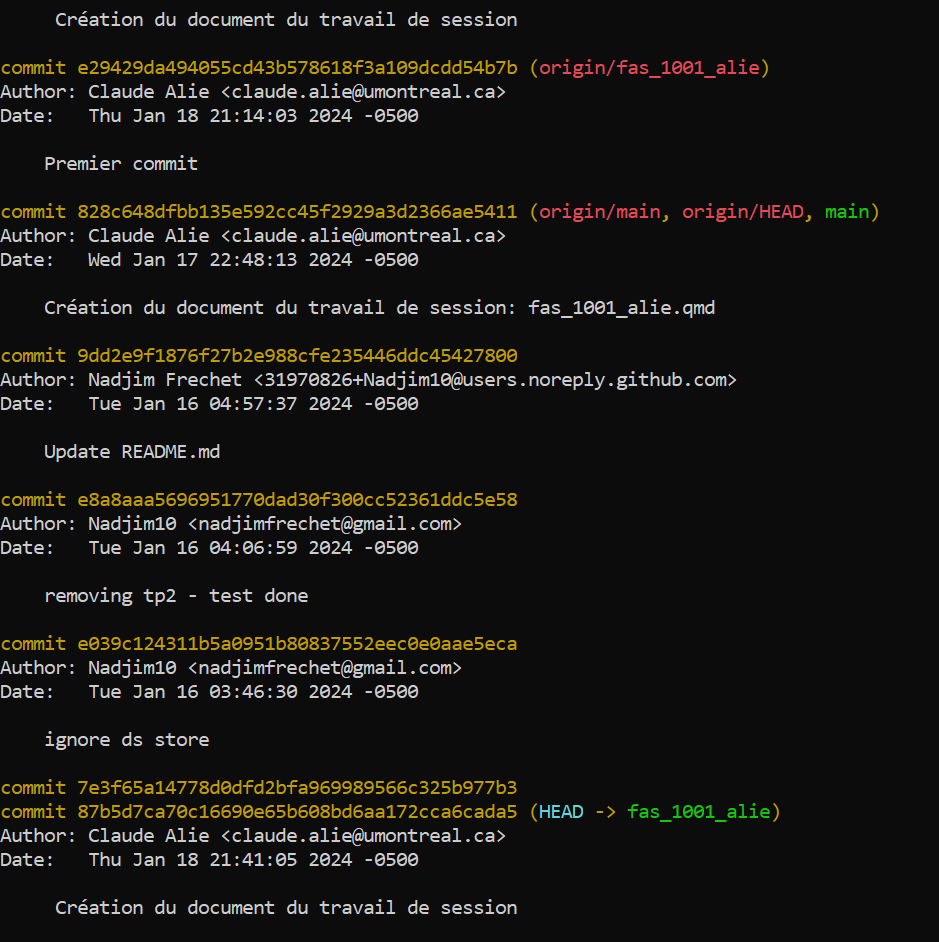 Création du document du travail de session
commit e29429da494055cd43b578618f3a109dcdd54b7b (origin/fas_1001_alie)
Author: Claude Alie <claude.alie@umontreal.ca>
Date:   Thu Jan 18 21:14:03 2024 -0500
Premier commit
commit 828c648dfbb135e592cc45f2929a3d2366ae5411 (origin/main, origin/HEAD, main)
Author: Claude Alie <claude.alie@umontreal.ca>
Date:   Wed Jan 17 22:48:13 2024 -0500
Création du document du travail de session: fas_1001_alie.qmd
commit 9dd2e9f1876f27b2e988cfe235446ddc45427800
Author: Nadjim Frechet <31970826+Nadjim10@users.noreply.github.com>
Date:   Tue Jan 16 04:57:37 2024 -0500
Update README.md
commit e8a8aaa5696951770dad30f300cc52361ddc5e58
Author: Nadjim10 <nadjimfrechet@gmail.com>
Date:   Tue Jan 16 04:06:59 2024 -0500
removing tp2 - test done
commit e039c124311b5a0951b80837552eec0e0aae5eca
Author: Nadjim10 <nadjimfrechet@gmail.com>
Date:   Tue Jan 16 03:46:30 2024 -0500
ignore ds store
commit 7e3f65a14778d0dfd2bfa969989566c325b977b3
commit 87b5d7ca70c16690e65b608bd6aa172cca6cada5 (HEAD -> fas_1001_alie)
Author: Claude Alie <claude.alie@umontreal.ca>
Date:   Thu Jan 18 21:41:05 2024 -0500
Création du document du travail de session